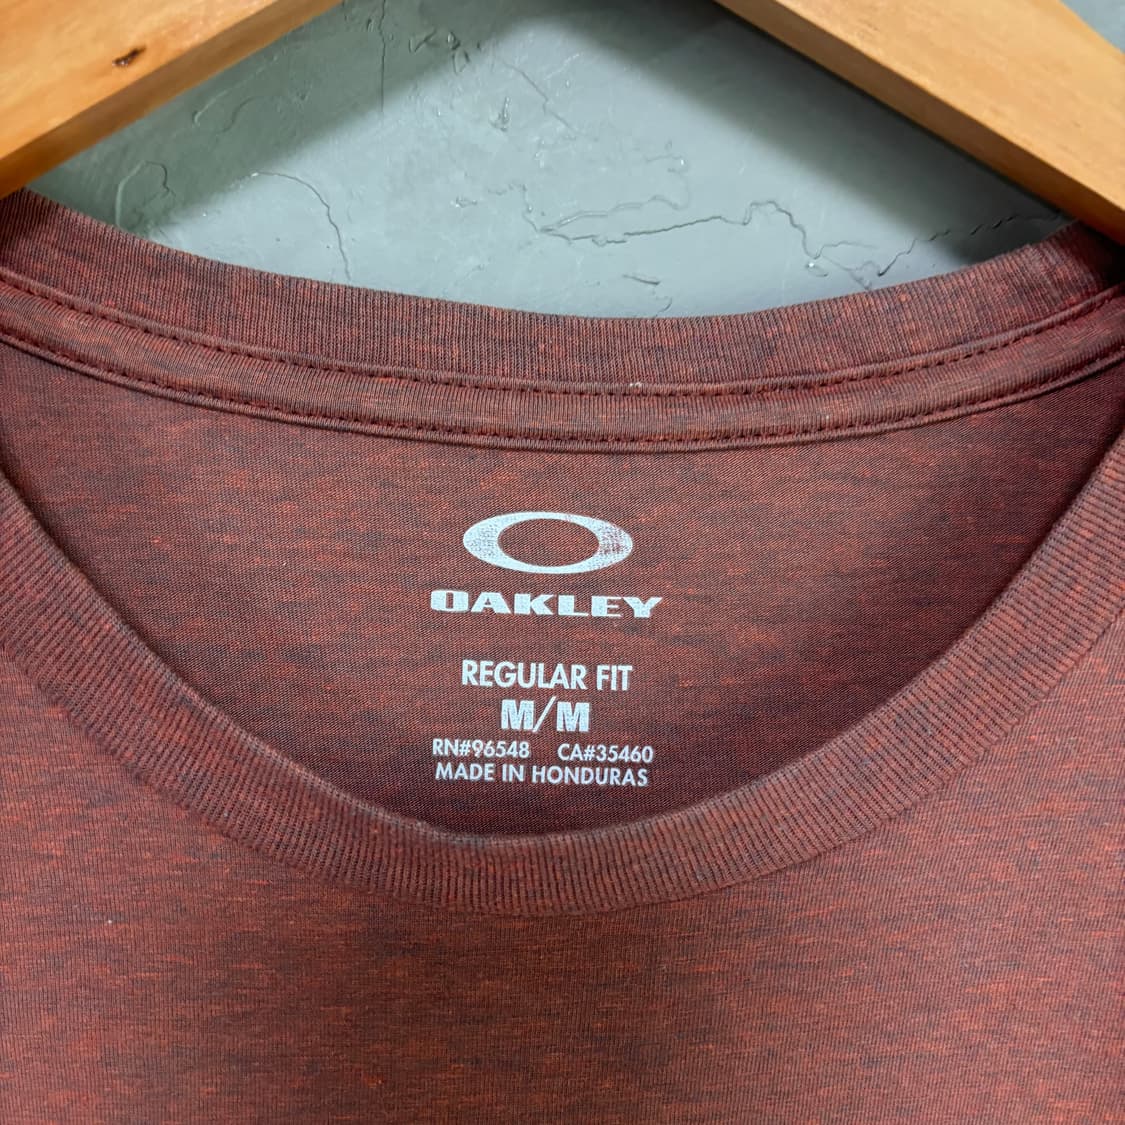 OAKLEY
REGULAR FIT
M/M
RN#96548 CA#35460
MADE IN HONDURAS